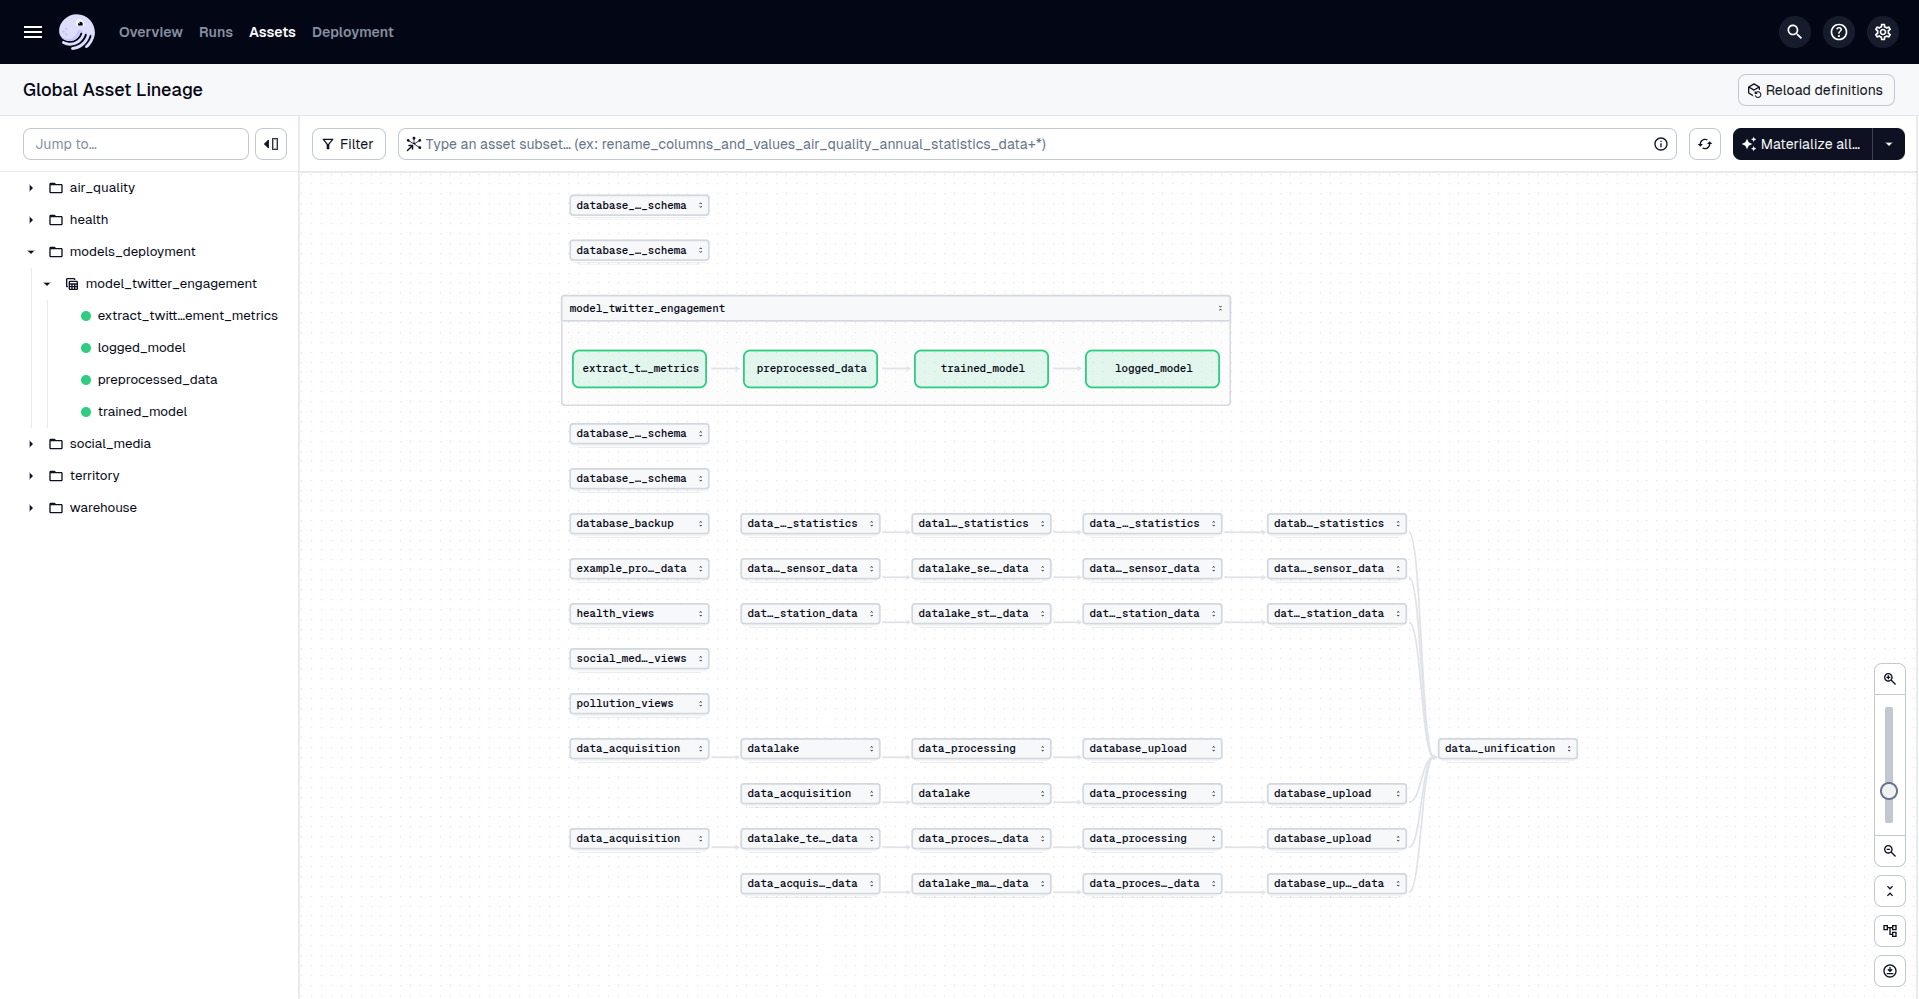 Overview Runs Assets Deployment
Global Asset Lineage
Reload definitions
Jump to…
Filter
Type an asset subset… (ex: rename_columns_and_values_air_quality_annual_statistics_data+*)
Materialize all…
air_quality
health
models_deployment
model_twitter_engagement
extract_twitt…ement_metrics
logged_model
preprocessed_data
trained_model
social_media
territory
warehouse
database_…_schema
database_…_schema
model_twitter_engagement
extract_t…_metrics preprocessed_data trained_model logged_model
database_…_schema
database_…_schema
database_backup data_…_statistics datal…_statistics data_…_statistics datab…_statistics
example_pro…_data data…_sensor_data datalake_se…_data data…_sensor_data data…_sensor_data
health_views dat…_station_data datalake_st…_data dat…_station_data dat…_station_data
social_med…_views
pollution_views
data_acquisition datalake data_processing database_upload data…_unification
data_acquisition datalake data_processing database_upload
data_acquisition datalake_te…_data data_proces…_data data_processing database_upload
data_acquis…_data datalake_ma…_data data_proces…_data database_up…_data